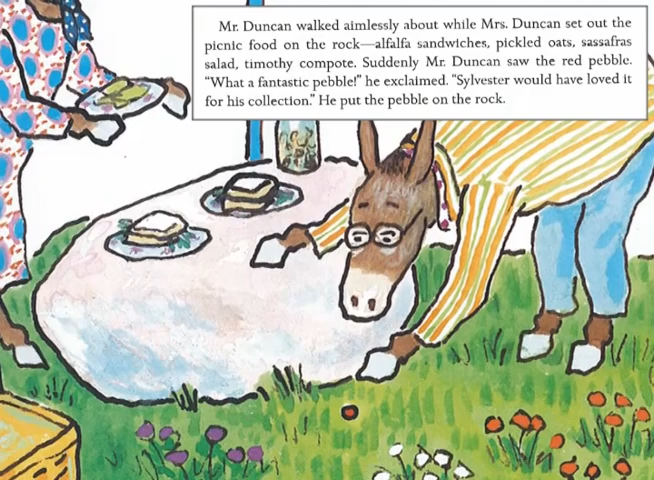 Mr. Duncan walked aimlessly about while Mrs. Duncan set out the
picnic food on the rock—alfalfa sandwiches, pickled oats, sassafras
salad, timothy compote. Suddenly Mr. Duncan saw the red pebble.
“What a fantastic pebble!” he exclaimed. “Sylvester would have loved it
for his collection.” He put the pebble on the rock.